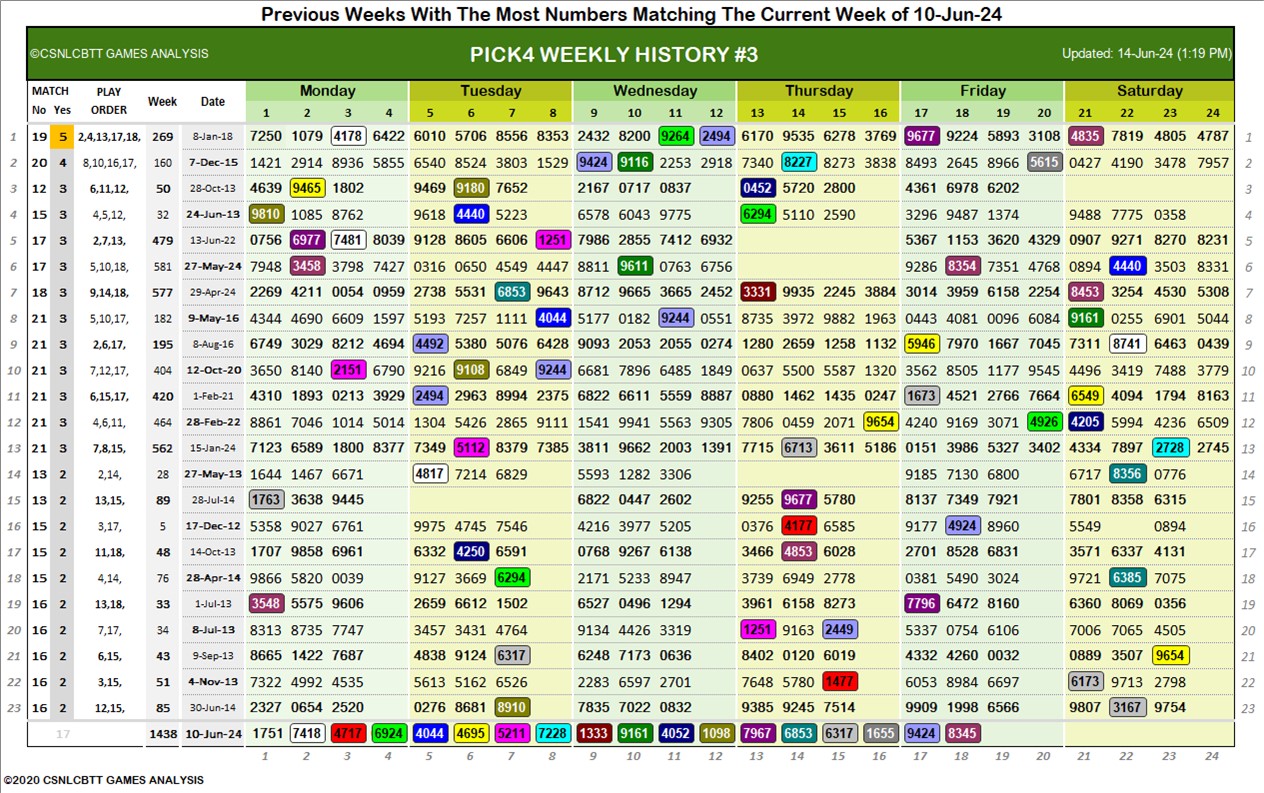 Previous Weeks With The Most Numbers Matching The Current Week of 10-Jun-24
©CSNLCBTT GAMES ANALYSIS PICK4 WEEKLY HISTORY #3 Updated: 14-Jun-24 (1:19 PM)
MATCH PLAY Week Date Monday Tuesday Wednesday Thursday Friday Saturday
No Yes ORDER 1 2 3 4 5 6 7 8 9 10 11 12 13 14 15 16 17 18 19 20 21 22 23 24
1 19 5 2,4,13,17,18, 269 8-Jan-18 7250 1079 4178 6422 6010 5706 8556 8353 2432 8200 9264 2494 6170 9535 6278 3769 9677 9224 5893 3108 4835 7819 4805 4787 1
2 20 4 8,10,16,17, 160 7-Dec-15 1421 2914 8936 5855 6540 8524 3803 1529 9424 9116 2253 2918 7340 8227 8273 3838 8493 2645 8966 5615 0427 4190 3478 7957 2
3 12 3 6,11,12, 50 28-Oct-13 4639 9465 1802 9469 9180 7652 2167 0717 0837 0452 5720 2800 4361 6978 6202 3
4 15 3 4,5,12, 32 24-Jun-13 9810 1085 8762 9618 4440 5223 6578 6043 9775 6294 5110 2590 3296 9487 1374 9488 7775 0358 4
5 17 3 2,7,13, 479 13-Jun-22 0756 6977 7481 8039 9128 8605 6606 1251 7986 2855 7412 6932 5367 1153 3620 4329 0907 9271 8270 8231 5
6 17 3 5,10,18, 581 27-May-24 7948 3458 3798 7427 0316 0650 4549 4447 8811 9611 0763 6756 9286 8354 7351 4768 0894 4440 3503 8331 6
7 18 3 9,14,18, 577 29-Apr-24 2269 4211 0054 0959 2738 5531 6853 9643 8712 9665 3665 2452 3331 9935 2245 3884 3014 3459 6158 2254 8453 3254 4530 5308 7
8 21 3 5,10,17, 182 9-May-16 4344 4690 6609 1597 5193 7257 1111 4044 5177 0182 9244 0551 8735 3972 9882 1963 0443 4081 0096 6084 9161 0255 6901 5044 8
9 21 3 2,6,17, 195 8-Aug-16 6749 3029 8212 4694 4492 5380 5076 6428 9093 2053 2055 0274 1280 2659 1258 1132 5946 7970 1667 7045 7311 8741 6463 0439 9
10 21 3 7,12,17, 404 12-Oct-20 3650 8140 2151 6790 9216 9108 6849 9244 6681 7896 6485 1849 0637 5500 5587 1320 3562 8505 1177 9545 4496 3419 7488 3779 10
11 21 3 6,15,17, 420 1-Feb-21 4310 1893 0213 3929 2494 2963 8994 2375 6822 6611 5559 8887 0880 1462 1435 0247 1673 4521 2766 7664 6549 4094 1794 8163 11
12 21 3 4,6,11, 464 28-Feb-22 8861 7046 1014 7114 1304 5426 2865 9111 1541 9942 5563 9305 7806 0459 2071 9654 4240 9169 3071 4926 4205 5994 4236 6509 12
13 21 3 7,8,15, 562 15-Jan-24 7123 6589 1800 8377 7349 5112 8379 7385 3811 9662 2003 1391 7715 6713 3611 5186 0151 3986 5327 3402 4334 7897 2728 2745 13
14 13 2 2,14, 28 27-May-13 1644 1467 6671 4817 7214 6829 5593 1282 3306 9185 7130 6800 6717 8356 0776 14
15 13 2 13,15, 89 28-Jul-14 1763 3638 9445 6822 0447 2602 9255 9677 5780 8137 7349 7921 7801 8358 6315 15
16 15 2 3,17, 5 17-Dec-12 5358 9027 6761 9975 4745 7546 4216 3977 5205 0376 4177 6585 9177 4924 8960 5549 0894 16
17 15 2 11,18, 48 14-Oct-13 1707 9858 6961 6332 4250 6591 0768 9267 6138 3466 4853 6028 2701 8528 6831 3571 6337 4131 17
18 15 2 4,14, 76 28-Apr-14 9866 5820 0039 9127 3669 6294 2171 5233 8947 3739 6949 2778 0381 5490 3024 9721 6385 7075 18
19 16 2 13,18, 33 1-Jul-13 3548 5575 9606 2659 6612 1502 6527 0496 1294 3961 6158 8273 7796 6472 8160 6360 8069 0356 19
20 16 2 7,17, 34 8-Jul-13 8313 8735 7747 3457 3431 4764 9134 4426 3319 1251 9163 2449 5337 0754 6106 7006 7065 4505 20
21 16 2 6,15, 43 9-Sep-13 8665 1422 7687 4838 9124 6317 6248 7173 0636 8402 0120 6019 4332 4260 0032 0889 3507 9654 21
22 16 2 3,15, 51 4-Nov-13 7322 4992 4535 5613 5162 6526 2283 6597 2701 7648 5780 1477 6053 8984 6697 6173 9713 2798 22
23 16 2 12,15, 85 30-Jun-14 2327 0654 2520 0276 8681 8910 7835 7022 0832 9385 9245 7514 9909 1998 6566 9807 3167 9754 23
17 1438 10-Jun-24 1751 7418 4717 6924 4044 4695 5211 7228 1333 9161 4052 1098 7967 6853 6317 1655 9424 8345
1 2 3 4 5 6 7 8 9 10 11 12 13 14 15 16 17 18 19 20 21 22 23 24
©2020 CSNLCBTT GAMES ANALYSIS